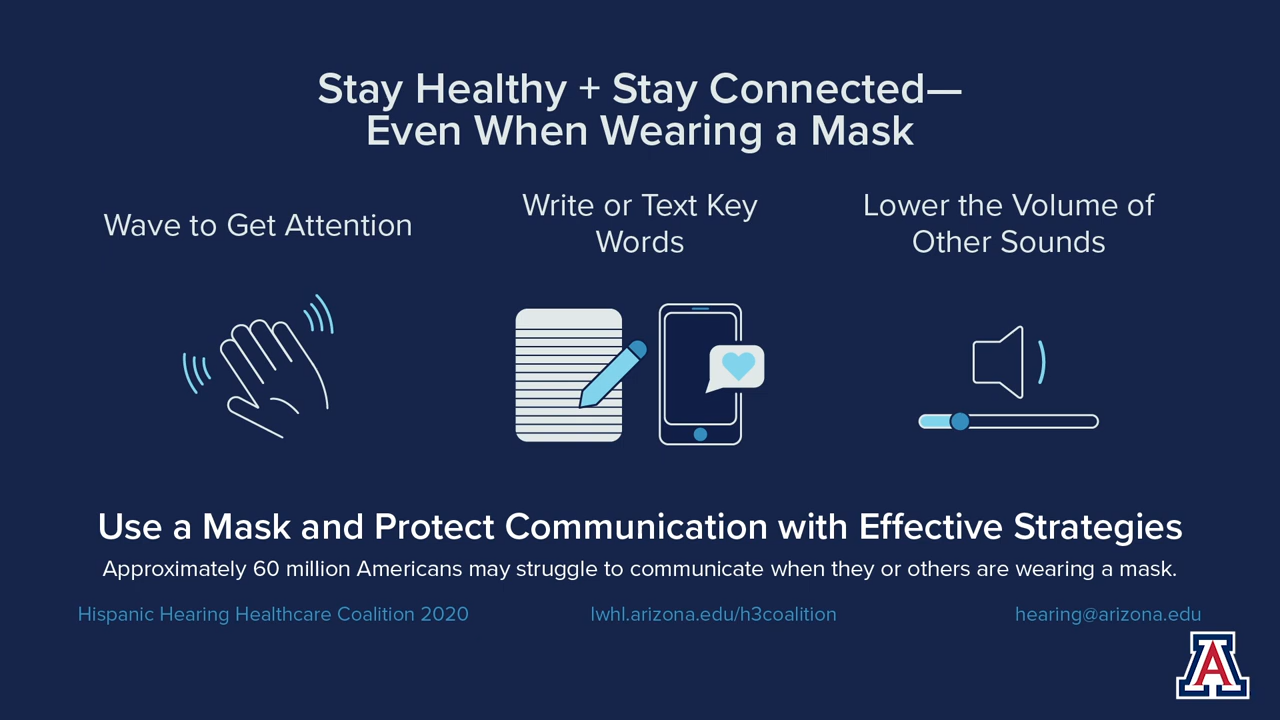 Stay Healthy + Stay Connected—
Even When Wearing a Mask
Wave to Get Attention
Write or Text Key
Words
Lower the Volume of
Other Sounds
Use a Mask and Protect Communication with Effective Strategies
Approximately 60 million Americans may struggle to communicate when they or others are wearing a mask.
Hispanic Hearing Healthcare Coalition 2020
lwhl.arizona.edu/h3coalition
hearing@arizona.edu
A